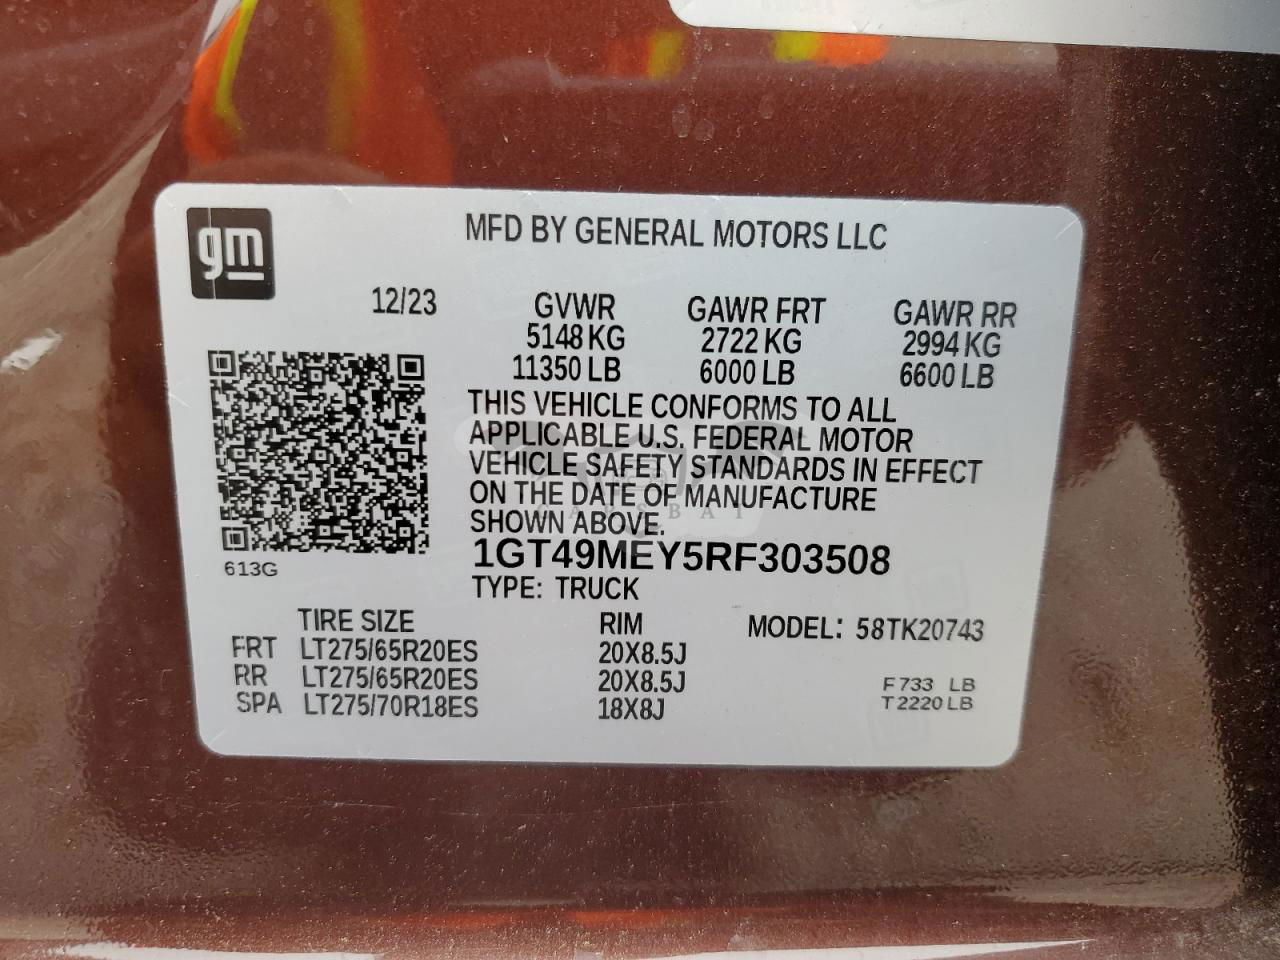 gm
MFD BY GENERAL MOTORS LLC
12/23 GVWR GAWR FRT GAWR RR
5148 KG 2722 KG 2994 KG
11350 LB 6000 LB 6600 LB
THIS VEHICLE CONFORMS TO ALL
APPLICABLE U.S. FEDERAL MOTOR
VEHICLE SAFETY STANDARDS IN EFFECT
ON THE DATE OF MANUFACTURE
SHOWN ABOVE.
CARSBAT
1GT49MEY5RF303508
613G
TYPE: TRUCK
TIRE SIZE RIM MODEL: 58TK20743
FRT LT275/65R20ES 20X8.5J
RR LT275/65R20ES 20X8.5J F 733 LB
SPA LT275/70R18ES 18X8J T 2220 LB